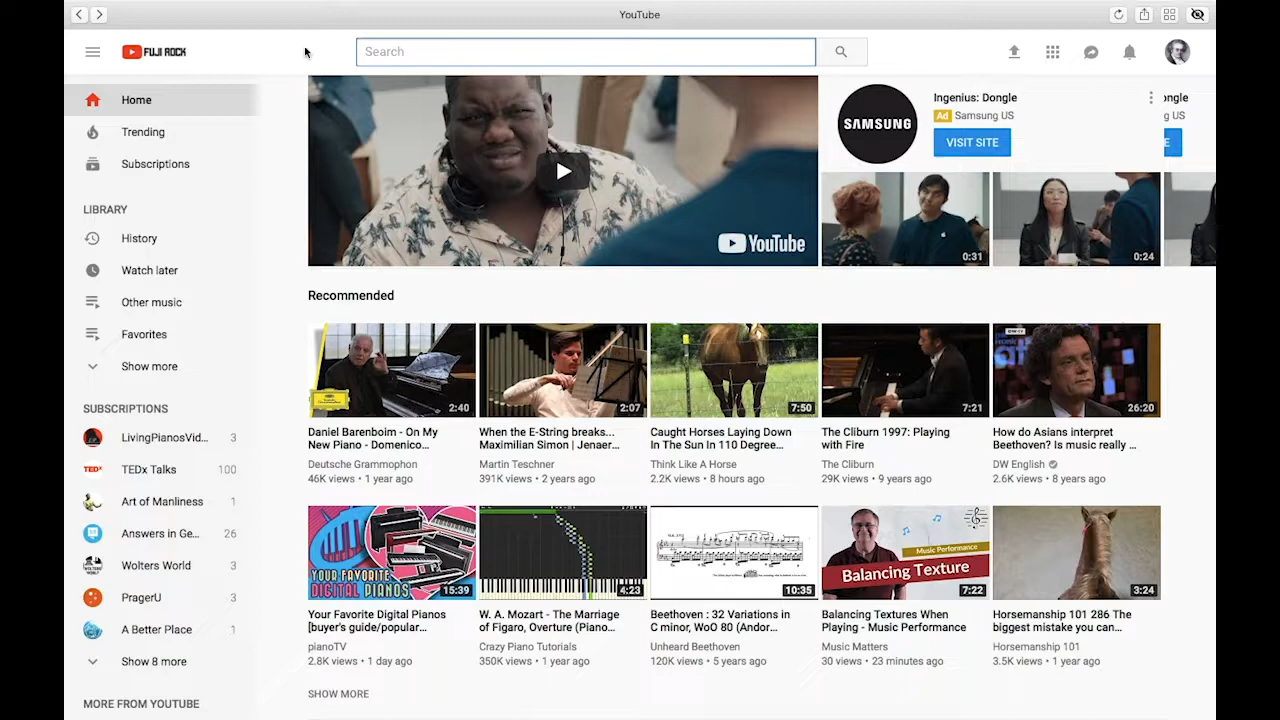 YouTube
FUJI ROCK
Search
Home
Trending
Subscriptions
LIBRARY
History
Watch later
Other music
Favorites
Show more
SUBSCRIPTIONS
LivingPianosVid... 3
TEDx TEDx Talks 100
Art of Manliness 1
Answers in Ge... 26
WOLTERS WORLD Wolters World 3
PragerU 3
A Better Place 1
Show 8 more
MORE FROM YOUTUBE
YouTube
SAMSUNG
Ingenius: Dongle
Ad Samsung US
VISIT SITE
ongle
g US
E
0:31
0:24
Recommended
2:40
2:07
7:50
7:21
DW-TV
26:20
Daniel Barenboim - On My
New Piano - Domenico...
Deutsche Grammophon
46K views • 1 year ago
When the E-String breaks...
Maximilian Simon | Jenaer...
Martin Teschner
391K views • 2 years ago
Caught Horses Laying Down
In The Sun In 110 Degree...
Think Like A Horse
2.2K views • 8 hours ago
The Cliburn 1997: Playing
with Fire
The Cliburn
29K views • 9 years ago
How do Asians interpret
Beethoven? Is music really ...
DW English
2.6K views • 8 years ago
YOUR FAVORITE
DIGITAL PIANOS
15:39
4:23
10:35
Music Performance
Balancing Texture
7:22
3:24
Your Favorite Digital Pianos
[buyer's guide/popular...
pianoTV
2.8K views • 1 day ago
W. A. Mozart - The Marriage
of Figaro, Overture (Piano...
Crazy Piano Tutorials
350K views • 1 year ago
Beethoven : 32 Variations in
C minor, WoO 80 (Andor...
Unheard Beethoven
120K views • 5 years ago
Balancing Textures When
Playing - Music Performance
Music Matters
30 views • 23 minutes ago
Horsemanship 101 286 The
biggest mistake you can...
Horsemanship 101
3.5K views • 1 year ago
SHOW MORE